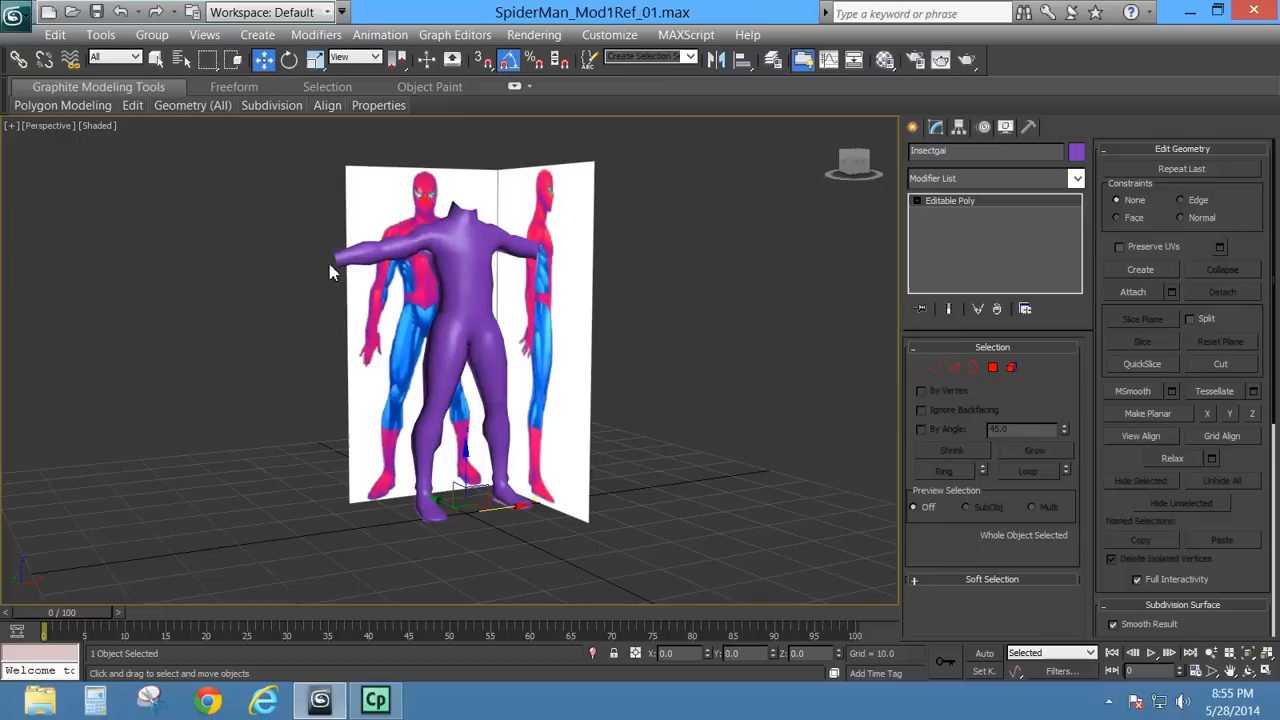 Workspace: Default
SpiderMan_Mod1Ref_01.max
Type a keyword or phrase
Edit Tools Group Views Create Modifiers Animation Graph Editors Rendering Customize MAXScript Help
All View Create Selection Se
Graphite Modeling Tools Freeform Selection Object Paint
Polygon Modeling Edit Geometry (All) Subdivision Align Properties
[+] [Perspective] [Shaded]
Insectgai
Modifier List
Editable Poly
Selection
By Vertex
Ignore Backfacing
By Angle: 45.0
Shrink Grow
Ring Loop
Preview Selection
Off SubObj Multi
Whole Object Selected
Soft Selection
Edit Geometry
Repeat Last
Constraints
None Edge
Face Normal
Preserve UVs
Create Collapse
Attach Detach
Slice Plane Split
Slice Reset Plane
QuickSlice Cut
MSmooth Tessellate
Make Planar X Y Z
View Align Grid Align
Relax
Hide Selected Unhide All
Hide Unselected
Named Selections:
Copy Paste
Delete Isolated Vertices
Full Interactivity
Subdivision Surface
Smooth Result
0 / 100
0 5 10 15 20 25 30 35 40 45 50 55 60 65 70 75 80 85 90 95 100
1 Object Selected X: 0.0 Y: 0.0 Z: 0.0 Grid = 10.0 Auto Selected
Welcome to Click and drag to select and move objects Add Time Tag Set K. Filters... 0
8:55 PM
5/28/2014